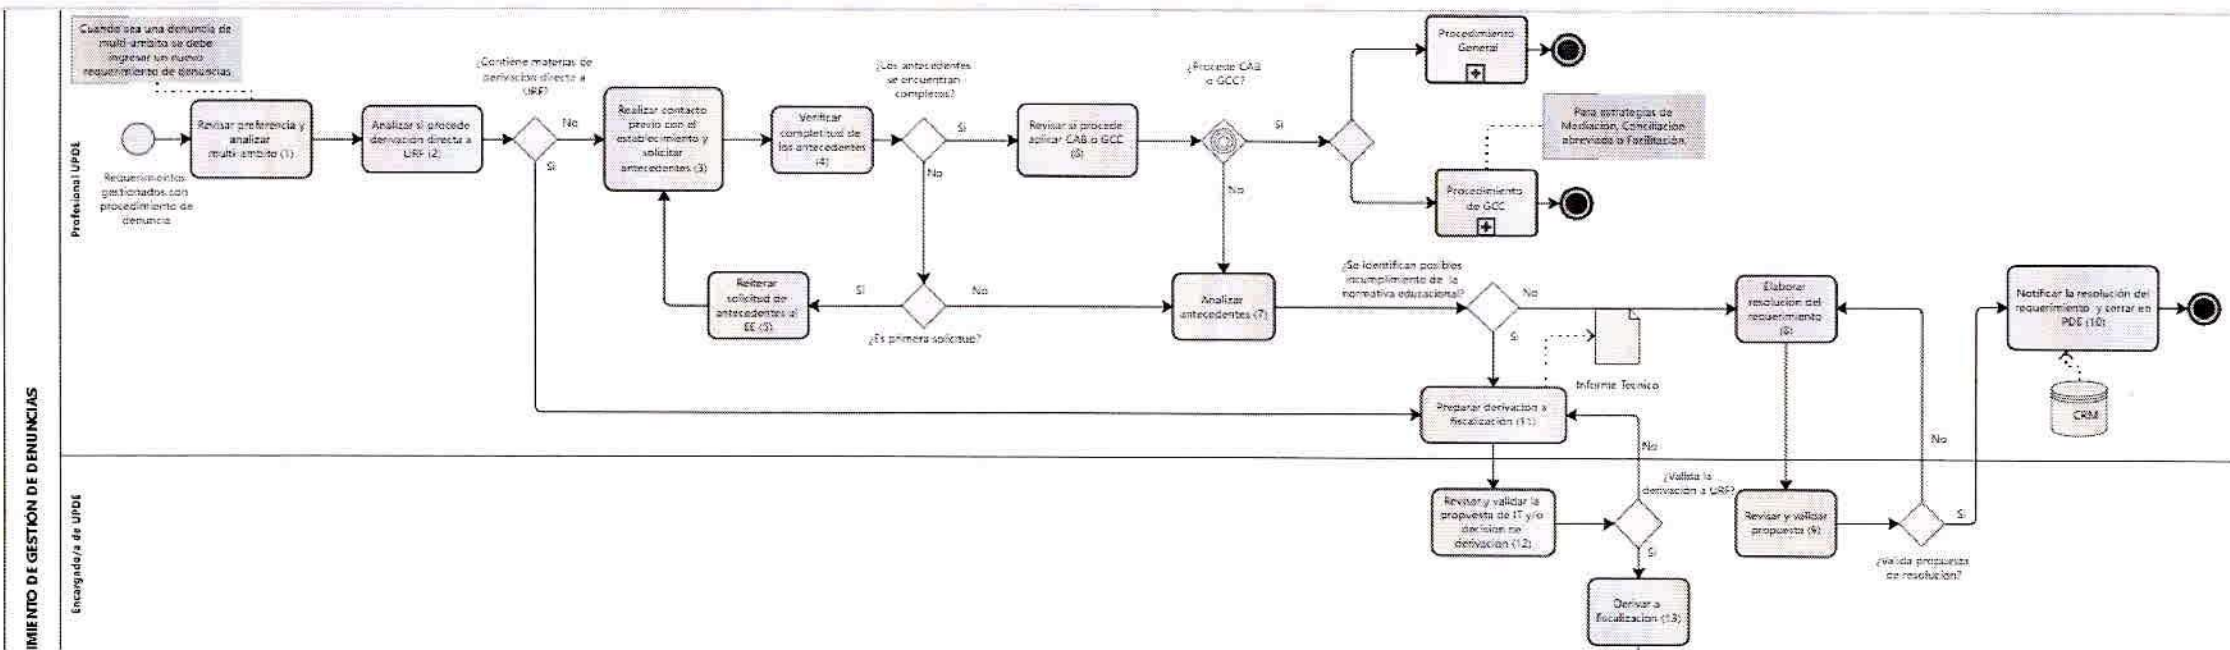 Cuando sea una denuncia de
multi-ambito se debe
ingresar un nuevo
requerimiento de denuncias
¿Contiene materias de
derivación directa a
URF?
¿Los antecedentes
se encuentran
completos?
¿Procede CAB
o GCC?
Procedimiento
General
Para estrategias de
Mediación, Conciliación
abreviada o Facilitación.
Revisar preferencia y
analizar
multi-ambito (1)
Analizar si procede
derivación directa a
URF (2)
No
Si
Realizar contacto
previo con el
establecimiento y
solicitar
antecedentes (3)
Verificar
completitud de
los antecedentes
(4)
Si
No
Revisar si procede
aplicar CAB o GCC
(6)
Si
No
Procedimiento
de GCC
Requerimientos
gestionados con
procedimiento de
denuncia
Profesional UPDE
Reiterar
solicitud de
antecedentes al
EE (5)
Si
No
¿Es primera solicitud?
Analizar
antecedentes (7)
¿Se identifican posibles
incumplimiento de la
normativa educacional?
No
Si
Informe Tecnico
Elaborar
resolución del
requerimiento
(8)
Notificar la resolución del
requerimiento y cerrar en
PDE (10)
CRM
Preparar derivación a
fiscalización (11)
No
No
IMIENTO DE GESTIÓN DE DENUNCIAS
Encargado/a de UPDE
Revisar y validar la
propuesta de IT y/o
decisión de
derivación (12)
¿Valida la
derivación a URF?
Si
Revisar y validar
propuesta (9)
Si
¿Valida propuesta
de resolución?
Derivar a
fiscalización (13)